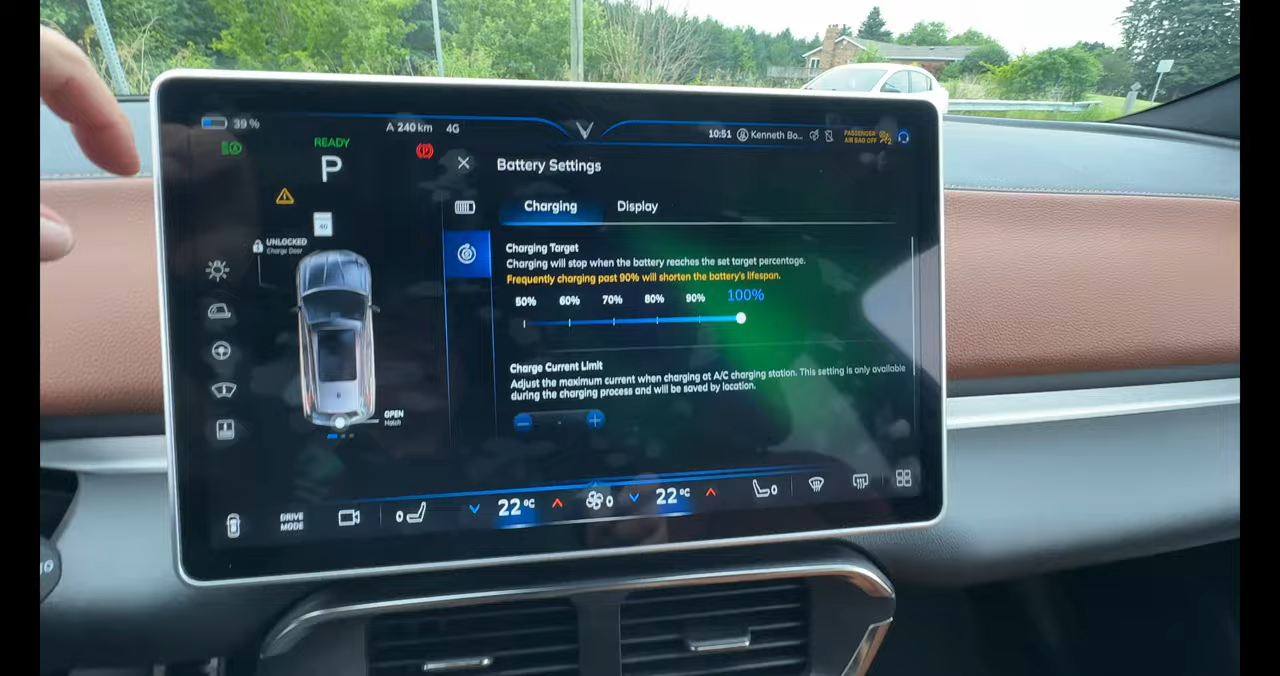 39 %
A 240 km 4G
10:51 Kenneth Bo...
PASSENGER
AIR BAG OFF
READY
P
Battery Settings
Charging Display
40
UNLOCKED
Charge Door
Charging Target
Charging will stop when the battery reaches the set target percentage.
Frequently charging past 90% will shorten the battery's lifespan.
50% 60% 70% 80% 90% 100%
Charge Current Limit
Adjust the maximum current when charging at A/C charging station. This setting is only available
during the charging process and will be saved by location.
OPEN
Hatch
DRIVE
MODE
0
22°C
0
22°C
0